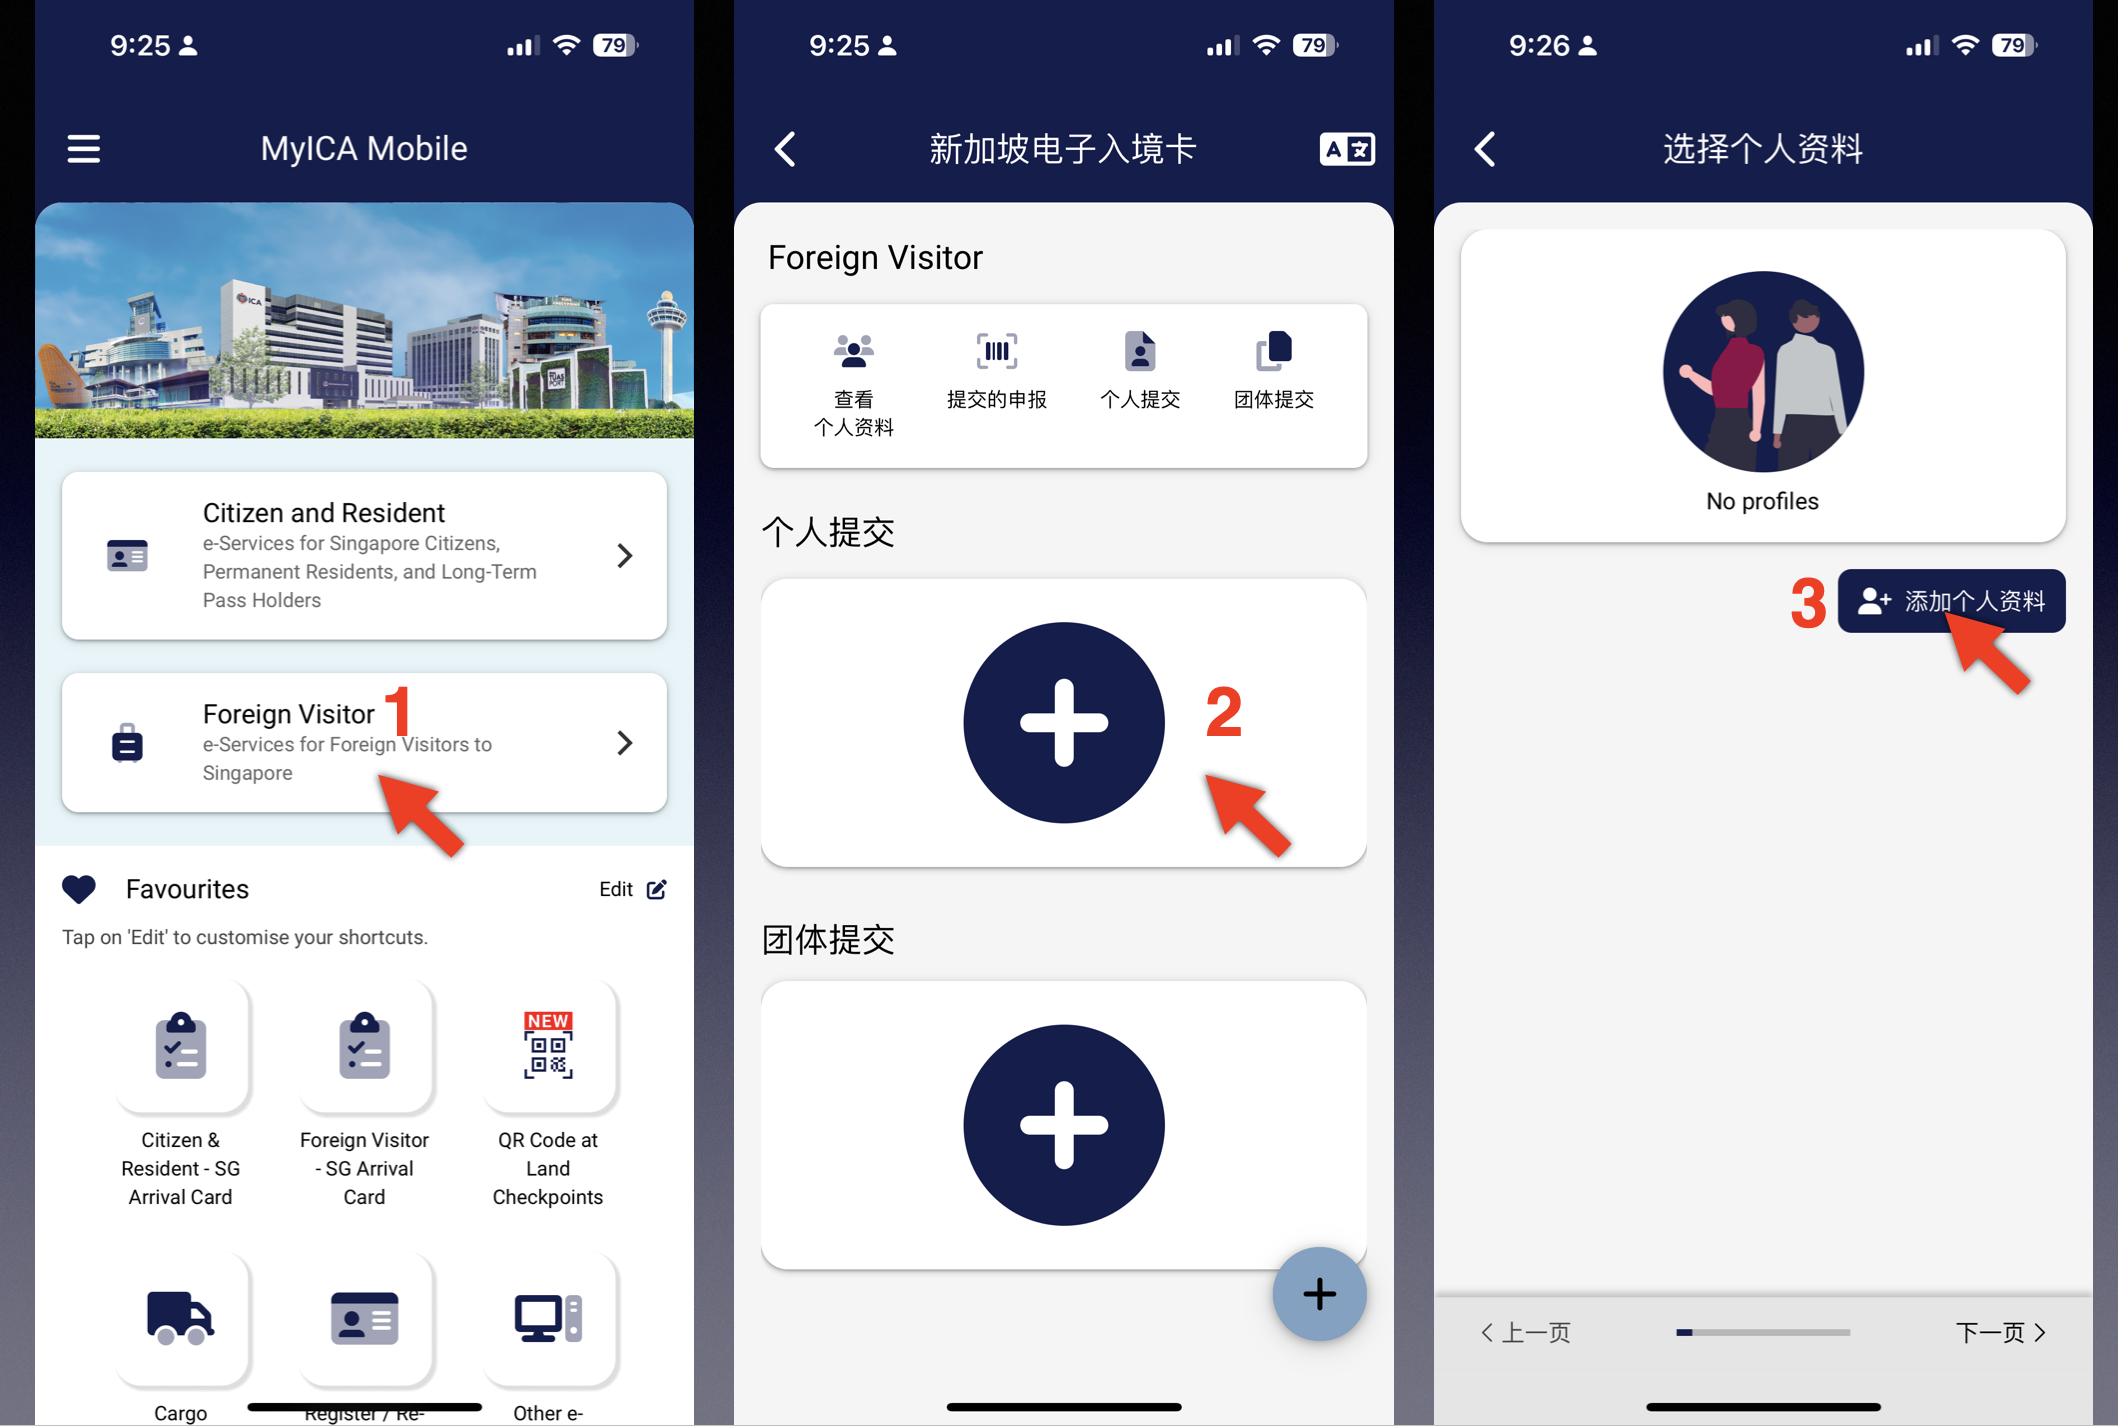 9:25
79
MyICA Mobile
ICA
TUAS
PORT
Citizen and Resident
e-Services for Singapore Citizens,
Permanent Residents, and Long-Term
Pass Holders
Foreign Visitor 1
e-Services for Foreign Visitors to
Singapore
Favourites
Edit
Tap on 'Edit' to customise your shortcuts.
NEW
Citizen &
Resident - SG
Arrival Card
Foreign Visitor
- SG Arrival
Card
QR Code at
Land
Checkpoints
Cargo
Register / Re-
Other e-
9:25
79
新加坡电子入境卡
A 文
Foreign Visitor
查看
个人资料
提交的申报
个人提交
团体提交
个人提交
2
团体提交
9:26
79
选择个人资料
No profiles
3
添加个人资料
上一页
下一页